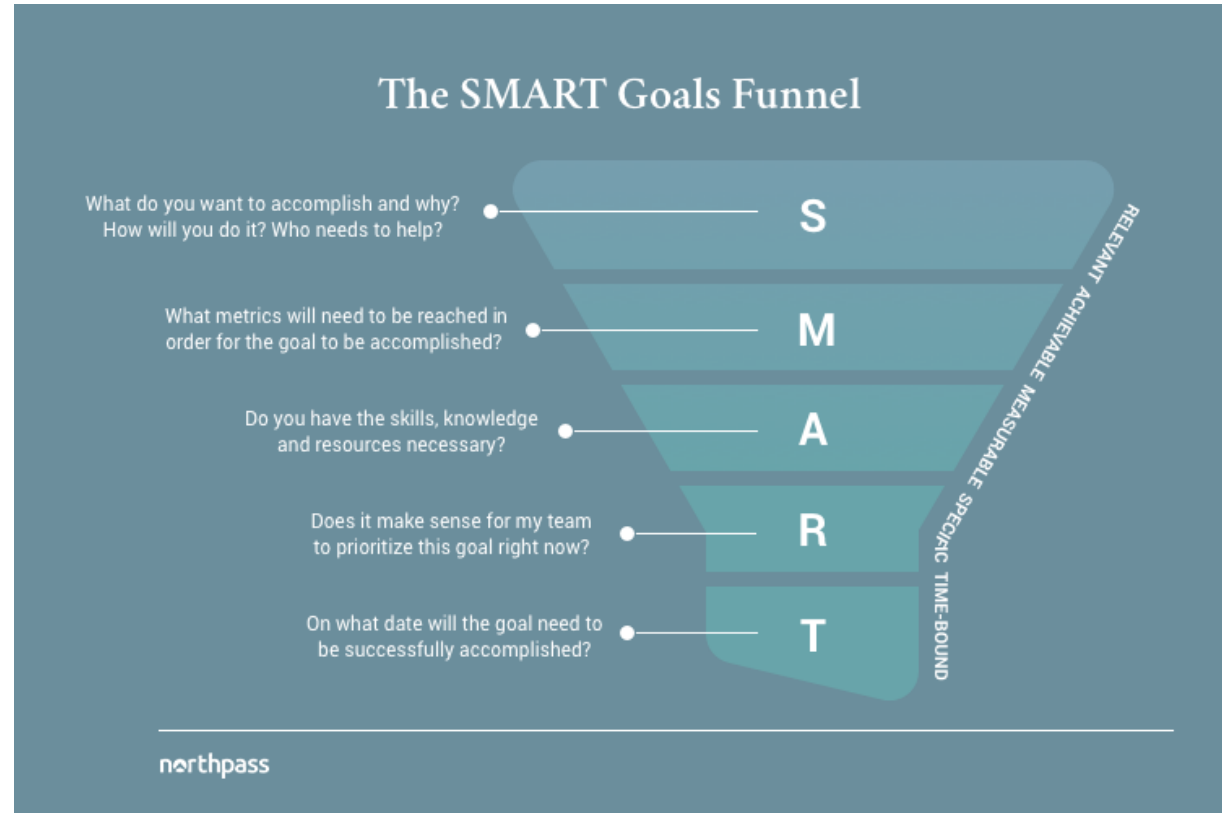 The SMART Goals Funnel
What do you want to accomplish and why?
How will you do it? Who needs to help?
S
What metrics will need to be reached in
order for the goal to be accomplished?
M
Do you have the skills, knowledge
and resources necessary?
A
Does it make sense for my team
to prioritize this goal right now?
R
On what date will the goal need to
be successfully accomplished?
T
RELEVANT ACHIEVABLE MEASURABLE SPECIFIC TIME-BOUND
northpass